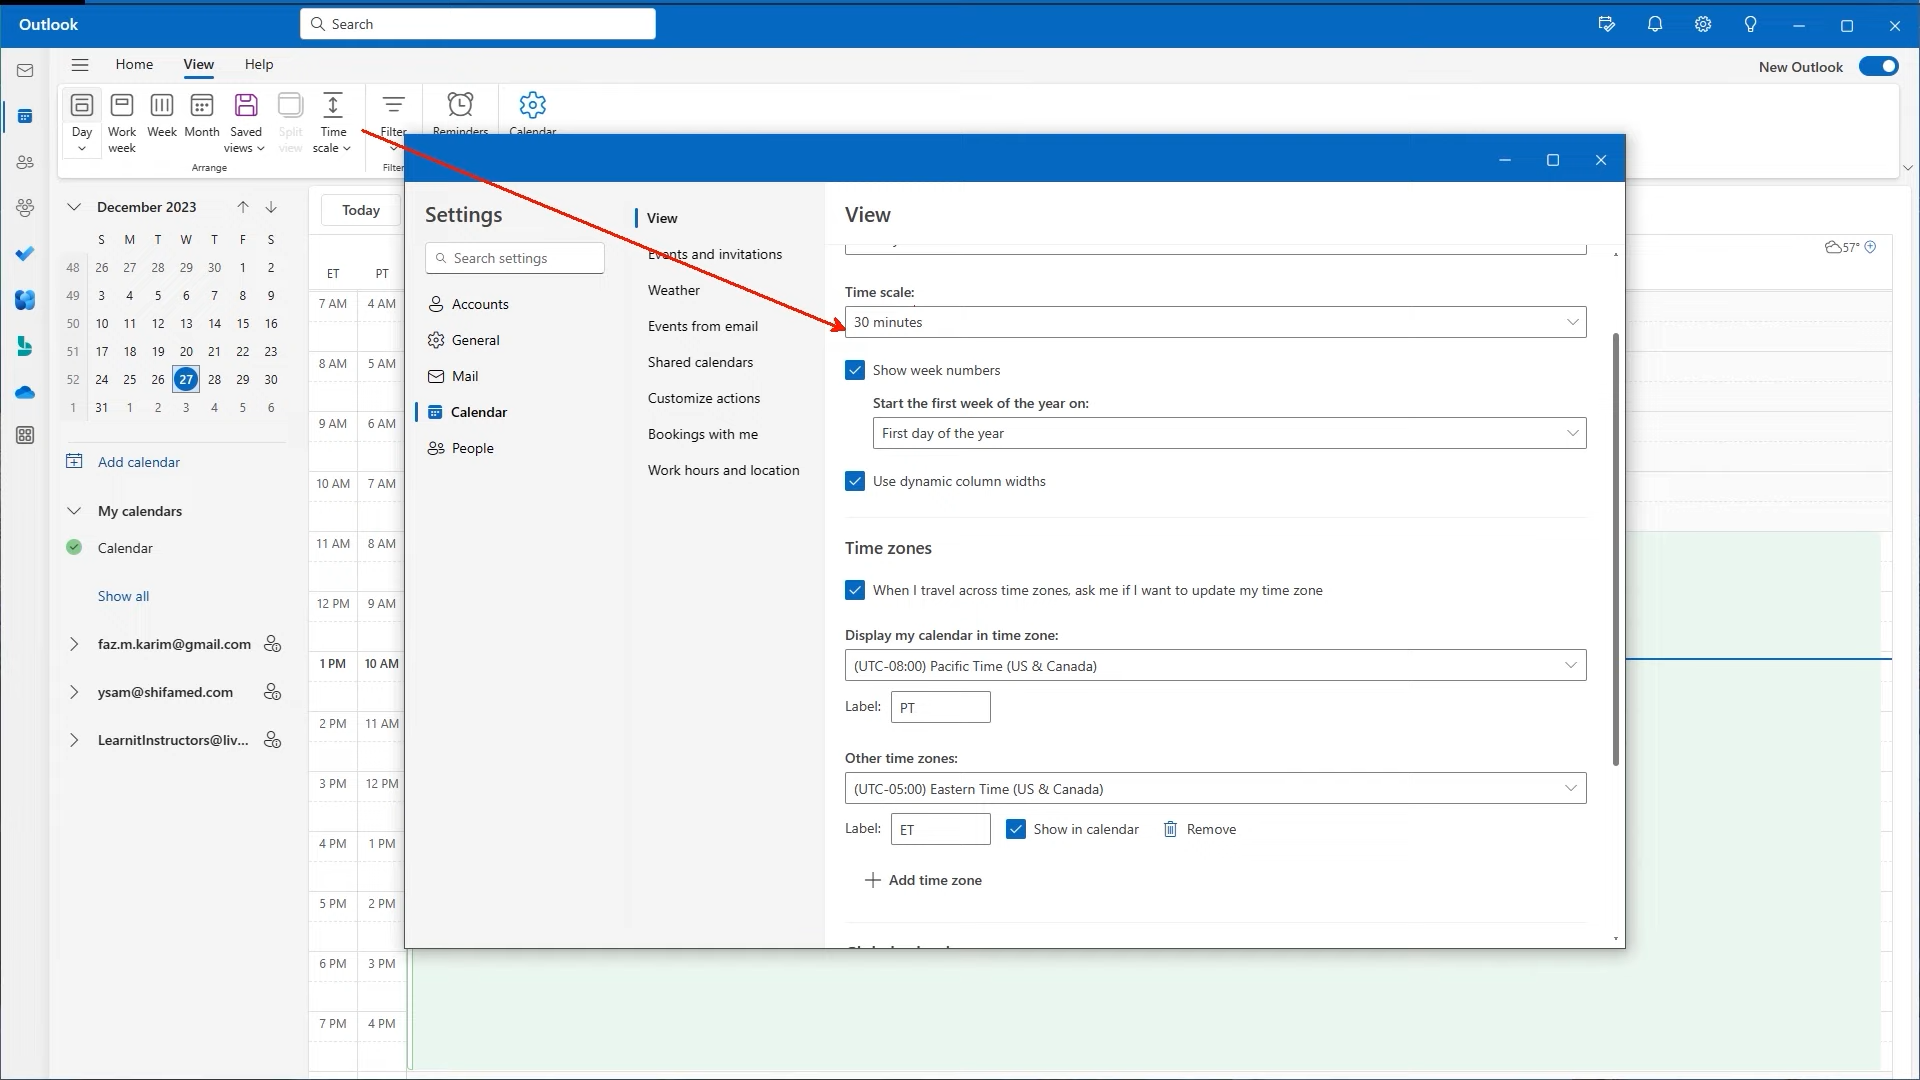 Outlook
Search
Home View Help
New Outlook
Day
Work week
Week
Month
Saved views
Split view
Time scale
Filter
Reminders
Calendar
Arrange
Filter
December 2023
S M T W T F S
48 26 27 28 29 30 1 2
49 3 4 5 6 7 8 9
50 10 11 12 13 14 15 16
51 17 18 19 20 21 22 23
52 24 25 26 27 28 29 30
1 31 1 2 3 4 5 6
Add calendar
My calendars
Calendar
Show all
faz.m.karim@gmail.com
ysam@shifamed.com
LearnitInstructors@liv...
Today
57°
ET PT
7 AM 4 AM
8 AM 5 AM
9 AM 6 AM
10 AM 7 AM
11 AM 8 AM
12 PM 9 AM
1 PM 10 AM
2 PM 11 AM
3 PM 12 PM
4 PM 1 PM
5 PM 2 PM
6 PM 3 PM
7 PM 4 PM
Settings
Search settings
Accounts
General
Mail
Calendar
People
View
Events and invitations
Weather
Events from email
Shared calendars
Customize actions
Bookings with me
Work hours and location
View
Time scale:
30 minutes
Show week numbers
Start the first week of the year on:
First day of the year
Use dynamic column widths
Time zones
When I travel across time zones, ask me if I want to update my time zone
Display my calendar in time zone:
(UTC-08:00) Pacific Time (US & Canada)
Label: PT
Other time zones:
(UTC-05:00) Eastern Time (US & Canada)
Label: ET Show in calendar Remove
Add time zone